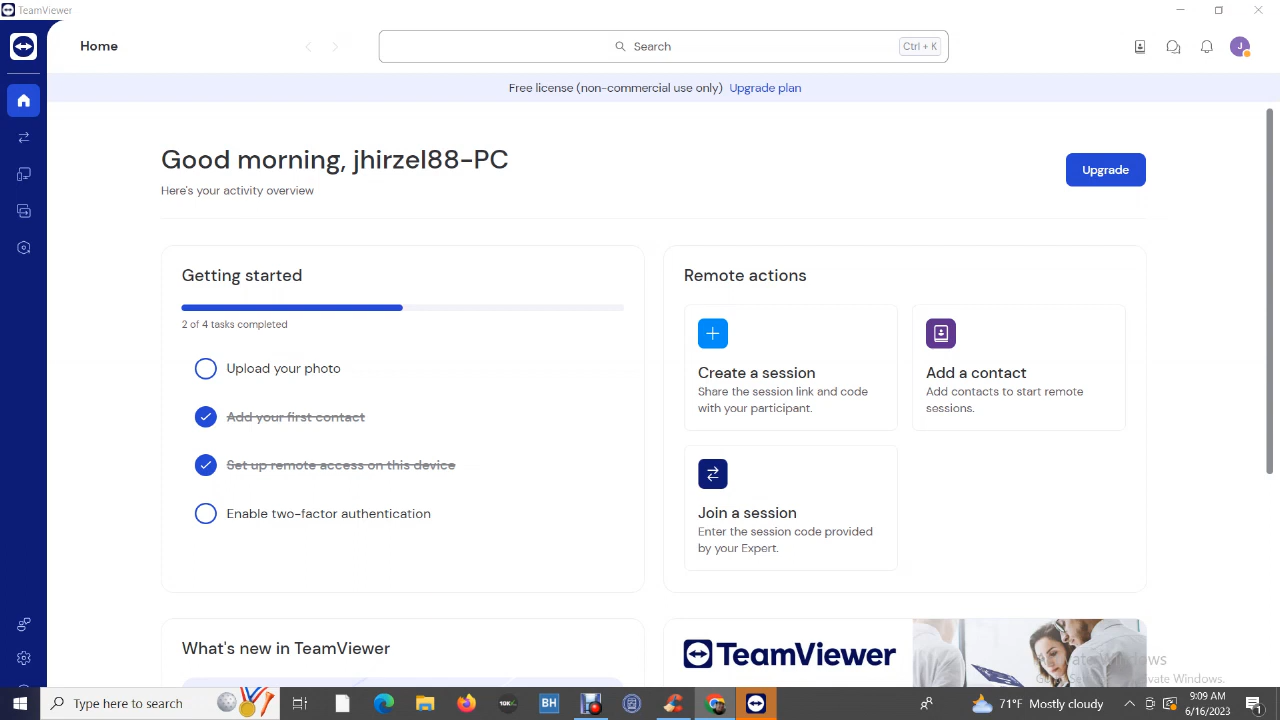 TeamViewer
Home
Search
Ctrl + K
J
Free license (non-commercial use only) Upgrade plan
Good morning, jhirzel88-PC
Here's your activity overview
Upgrade
Getting started
2 of 4 tasks completed
Upload your photo
Add your first contact
Set up remote access on this device
Enable two-factor authentication
Remote actions
Create a session
Share the session link and code
with your participant.
Add a contact
Add contacts to start remote
sessions.
Join a session
Enter the session code provided
by your Expert.
What's new in TeamViewer
TeamViewer
Type here to search
10K
BH
71°F Mostly cloudy
9:09 AM
6/16/2023
1